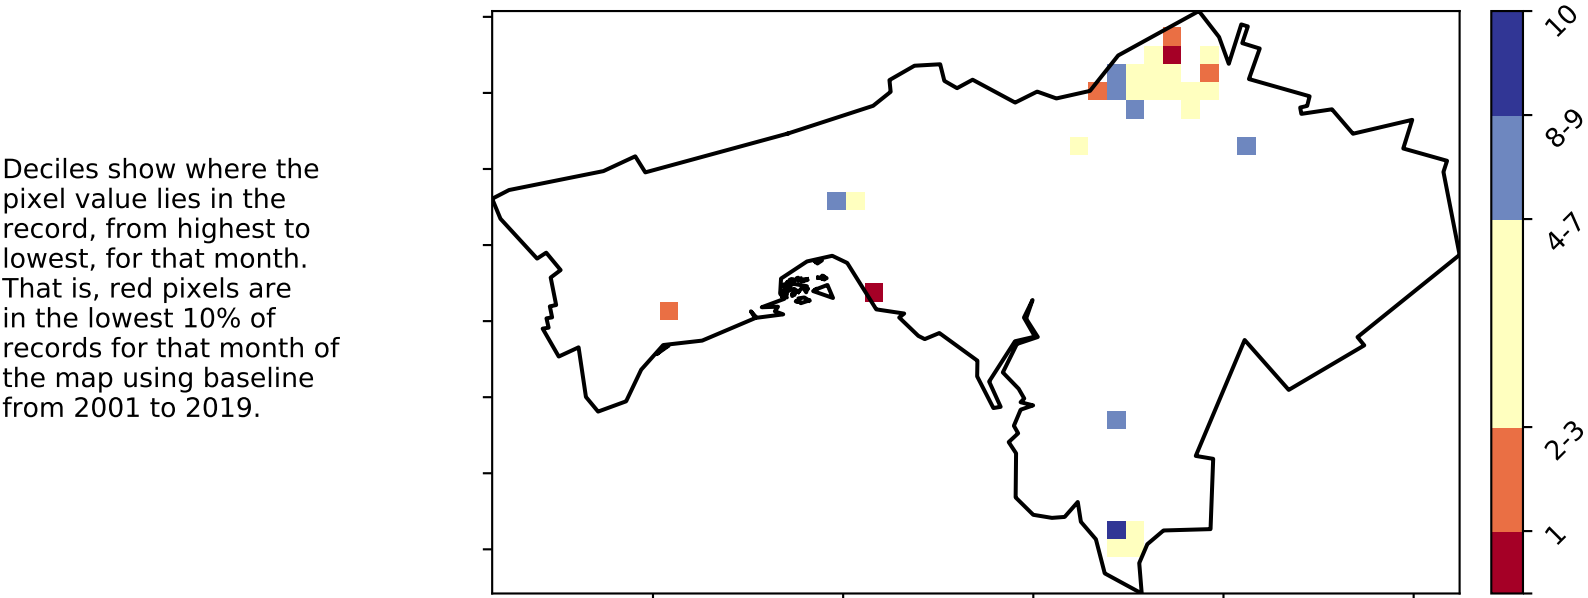 Deciles show where the
pixel value lies in the
record, from highest to
lowest, for that month.
That is, red pixels are
in the lowest 10% of
records for that month of
the map using baseline
from 2001 to 2019.
10
8-9
4-7
2-3
1